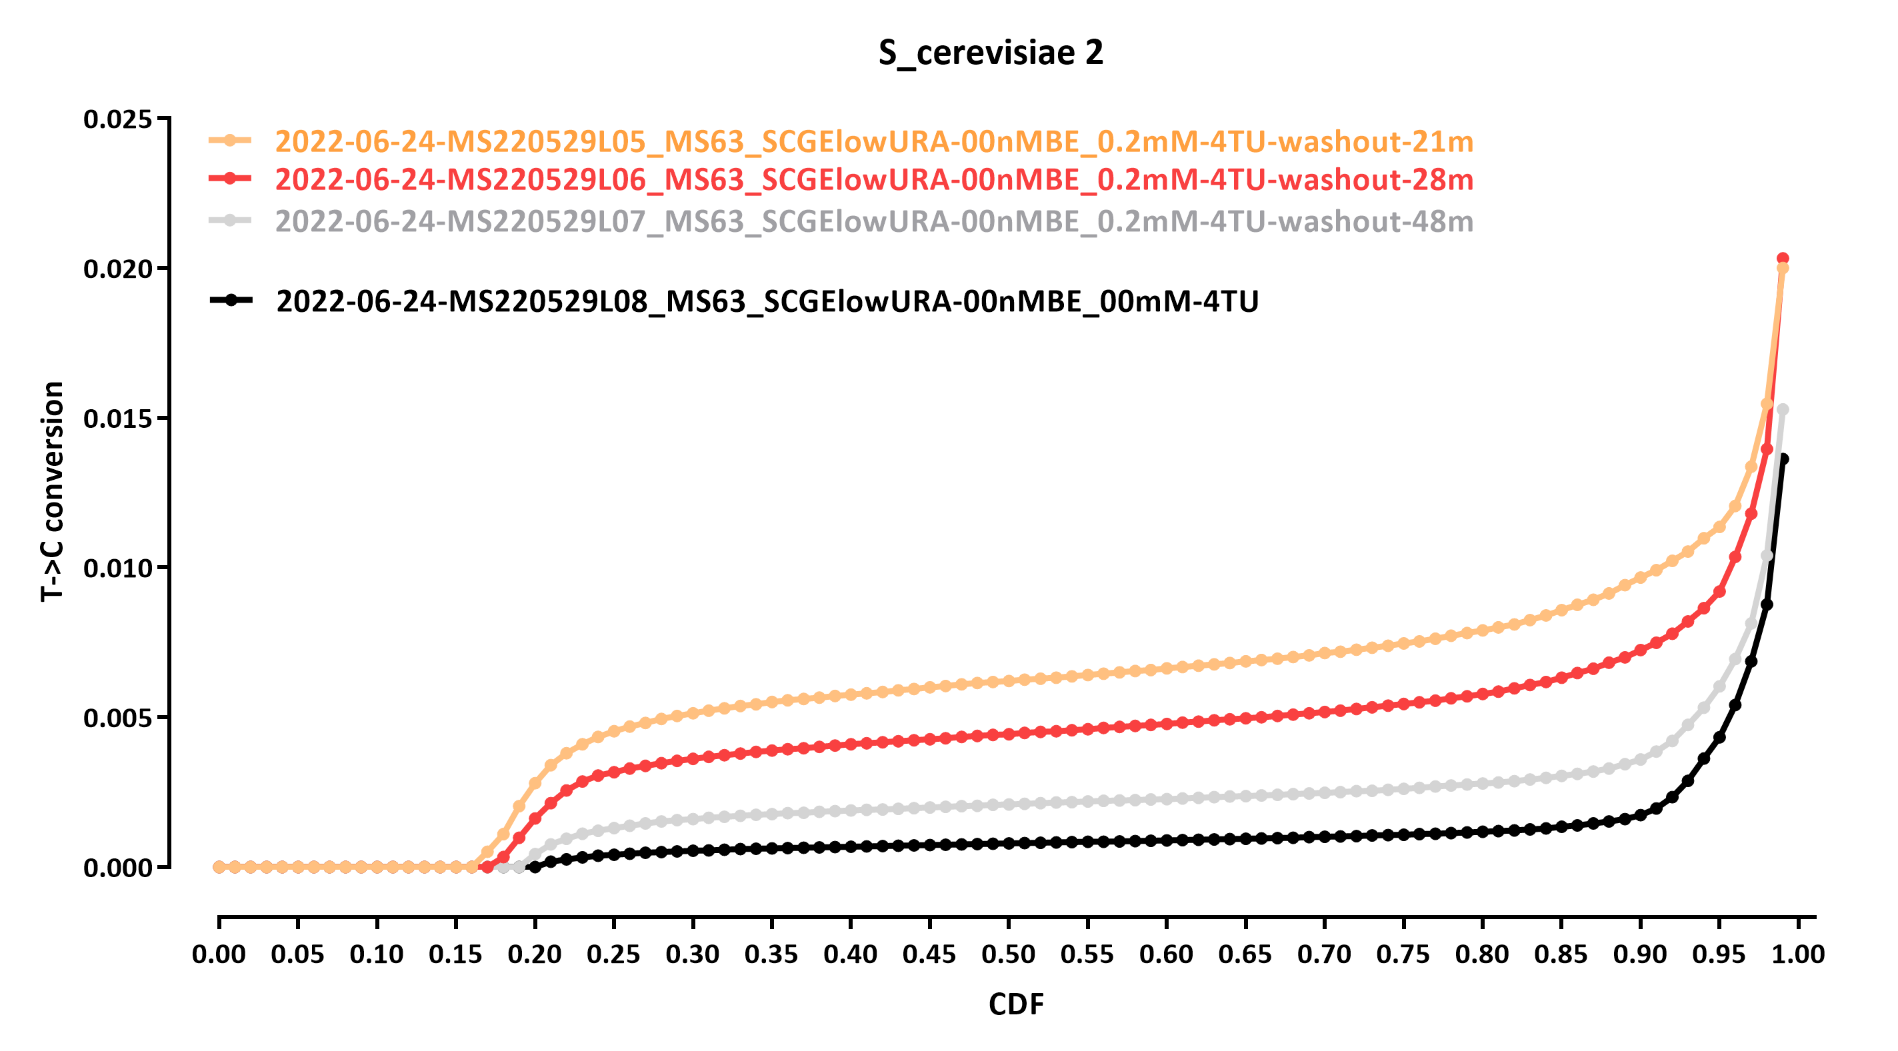 S_cerevisiae 2
0.025
0.020
0.015
0.010
0.005
0.000
T->C conversion
2022-06-24-MS220529L05_MS63_SCGElowURA-00nMBE_0.2mM-4TU-washout-21m
2022-06-24-MS220529L06_MS63_SCGElowURA-00nMBE_0.2mM-4TU-washout-28m
2022-06-24-MS220529L07_MS63_SCGElowURA-00nMBE_0.2mM-4TU-washout-48m
2022-06-24-MS220529L08_MS63_SCGElowURA-00nMBE_00mM-4TU
0.00 0.05 0.10 0.15 0.20 0.25 0.30 0.35 0.40 0.45 0.50 0.55 0.60 0.65 0.70 0.75 0.80 0.85 0.90 0.95 1.00
CDF